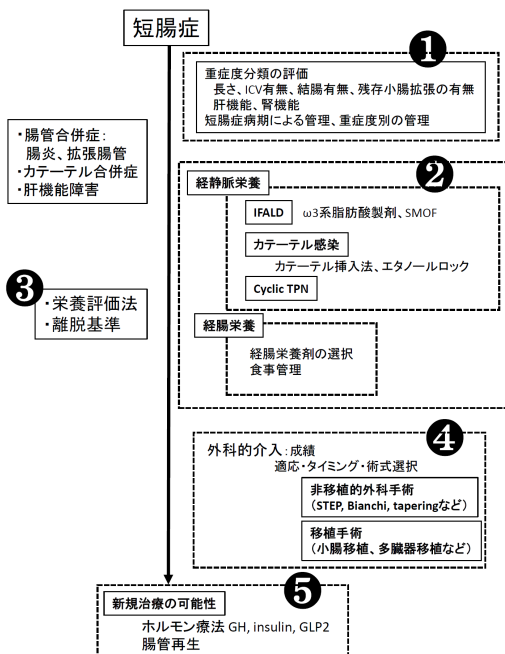 短腸症
❶
重症度分類の評価
長さ、ICV有無、結腸有無、残存小腸拡張の有無
肝機能、腎機能
短腸症病期による管理、重症度別の管理
・腸管合併症：
腸炎、拡張腸管
・カテーテル合併症
・肝機能障害
❷
経静脈栄養
IFALD ω3系脂肪酸製剤、SMOF
カテーテル感染
カテーテル挿入法、エタノールロック
Cyclic TPN
❸
・栄養評価法
・離脱基準
経腸栄養
経腸栄養剤の選択
食事管理
❹
外科的介入：成績
適応・タイミング・術式選択
非移植的外科手術
（STEP, Bianchi, taperingなど）
移植手術
（小腸移植、多臓器移植など）
❺
新規治療の可能性
ホルモン療法 GH, insulin, GLP2
腸管再生